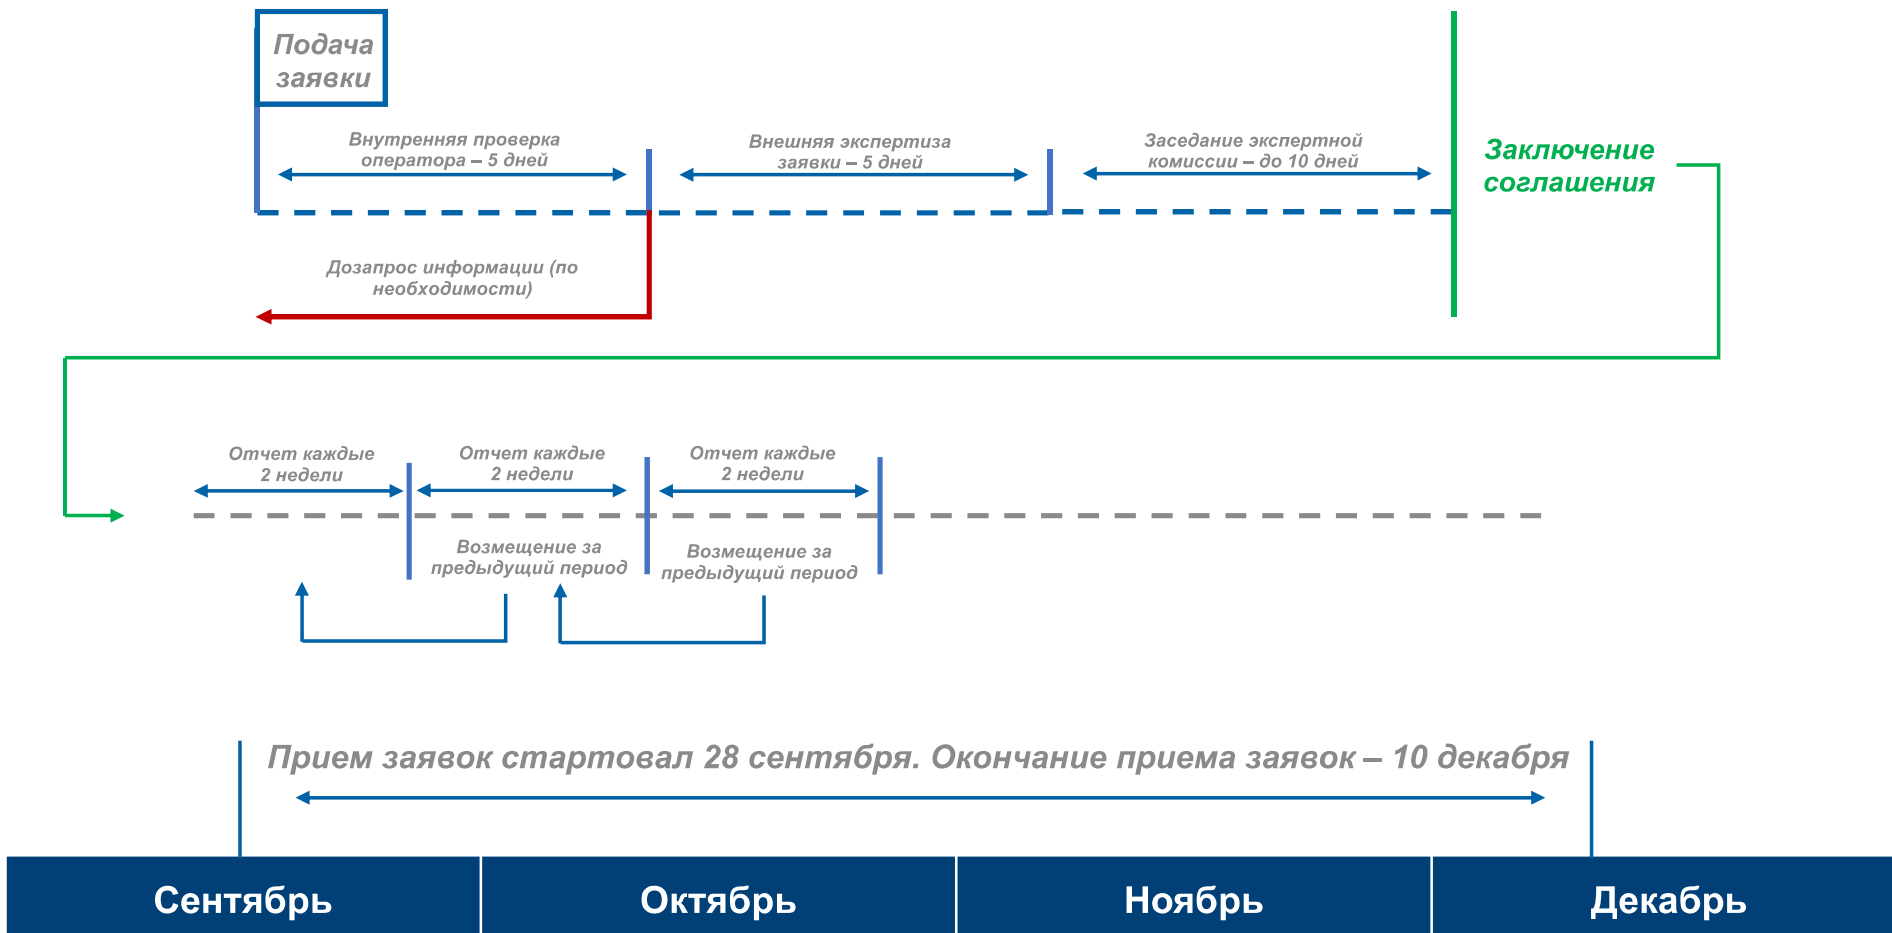 Подача
заявки
Внутренняя проверка
оператора – 5 дней
Внешняя экспертиза
заявки – 5 дней
Заседание экспертной
комиссии – до 10 дней
Заключение
соглашения
Дозапрос информации (по
необходимости)
Отчет каждые
2 недели
Отчет каждые
2 недели
Отчет каждые
2 недели
Возмещение за
предыдущий период
Возмещение за
предыдущий период
Прием заявок стартовал 28 сентября. Окончание приема заявок – 10 декабря
Сентябрь
Октябрь
Ноябрь
Декабрь